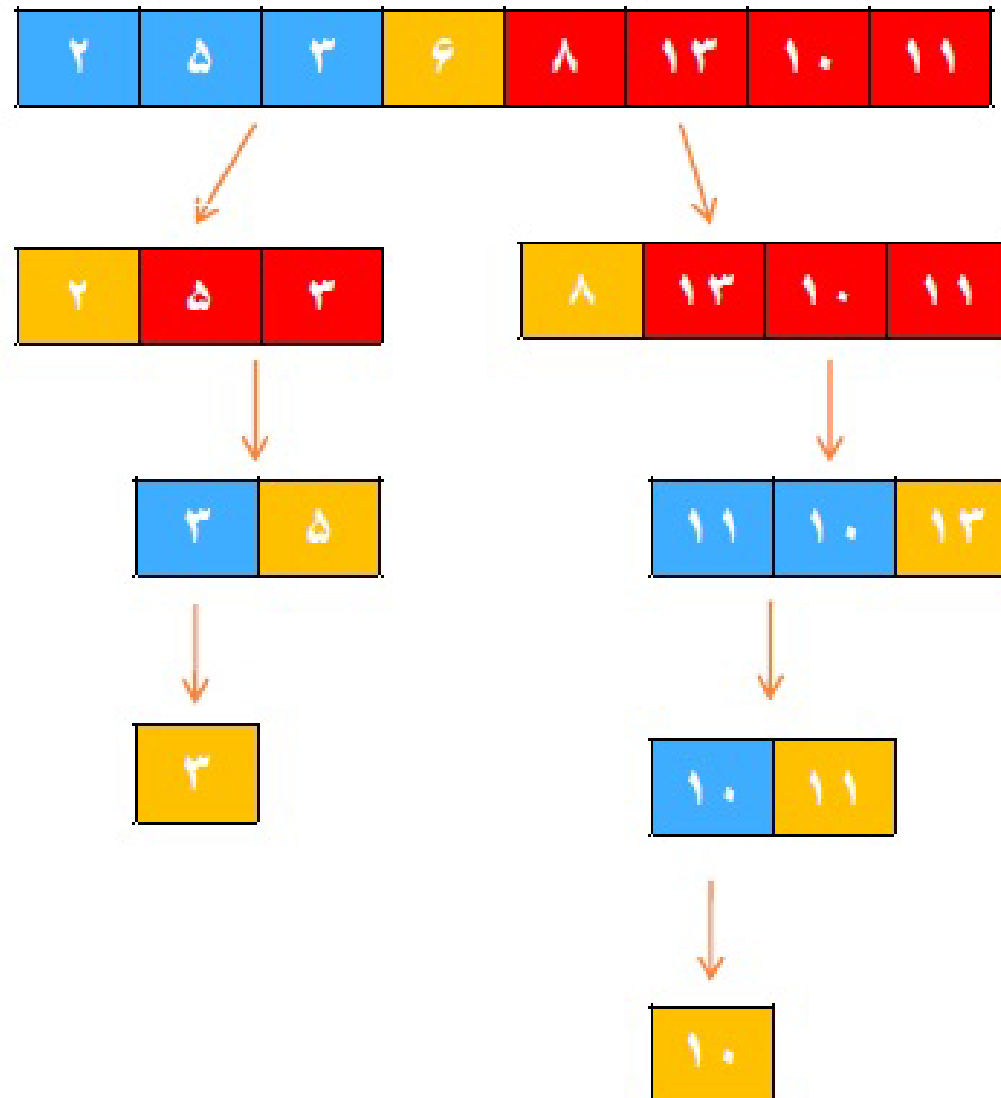 ۲ ۵ ۳ ۶ ۸ ۱۳ ۱۰ ۱۱
۲ ۵ ۳
۸ ۱۳ ۱۰ ۱۱
۳ ۵
۱۱ ۱۰ ۱۳
۳
۱۰ ۱۱
۱۰